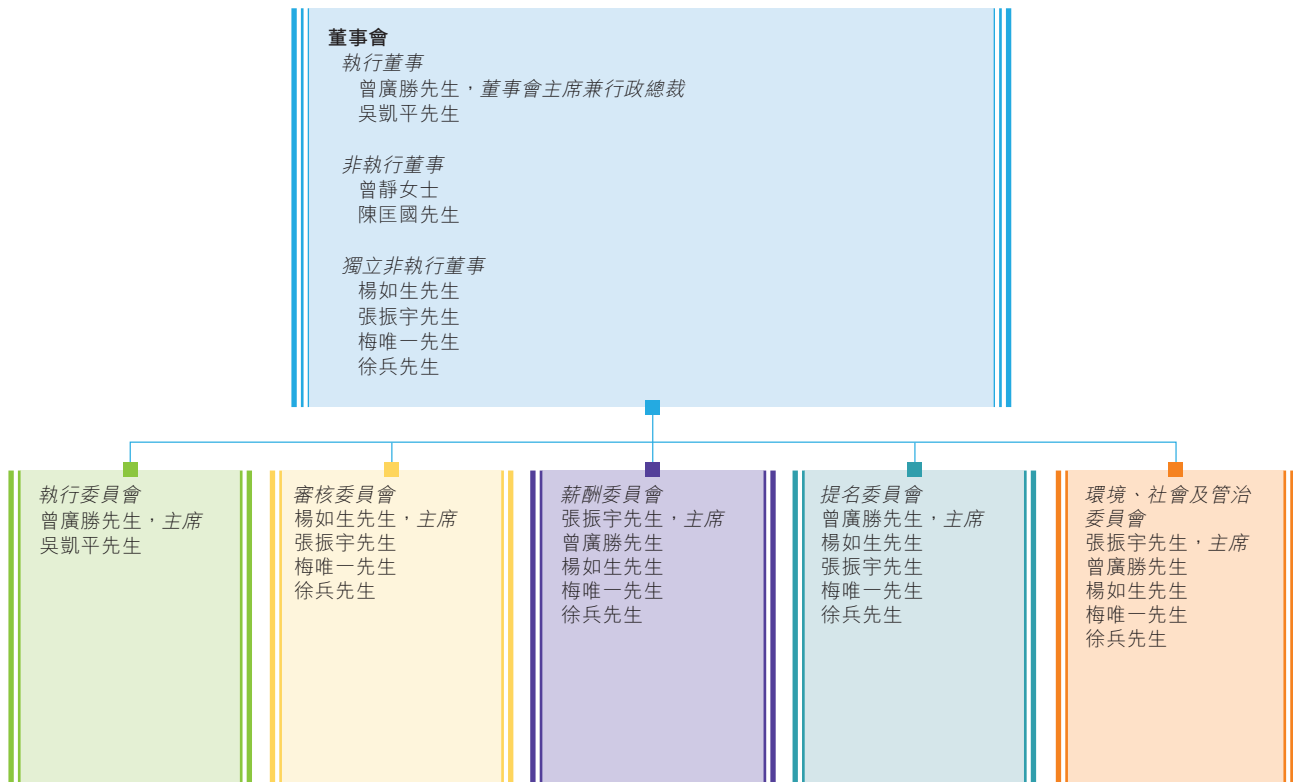 董事會
執行董事
曾廣勝先生，董事會主席兼行政總裁
吳凱平先生
非執行董事
曾靜女士
陳匡國先生
獨立非執行董事
楊如生先生
張振宇先生
梅唯一先生
徐兵先生
執行委員會
曾廣勝先生，主席
吳凱平先生
審核委員會
楊如生先生，主席
張振宇先生
梅唯一先生
徐兵先生
薪酬委員會
張振宇先生，主席
曾廣勝先生
楊如生先生
梅唯一先生
徐兵先生
提名委員會
曾廣勝先生，主席
楊如生先生
張振宇先生
梅唯一先生
徐兵先生
環境、社會及管治
委員會
張振宇先生，主席
曾廣勝先生
楊如生先生
梅唯一先生
徐兵先生